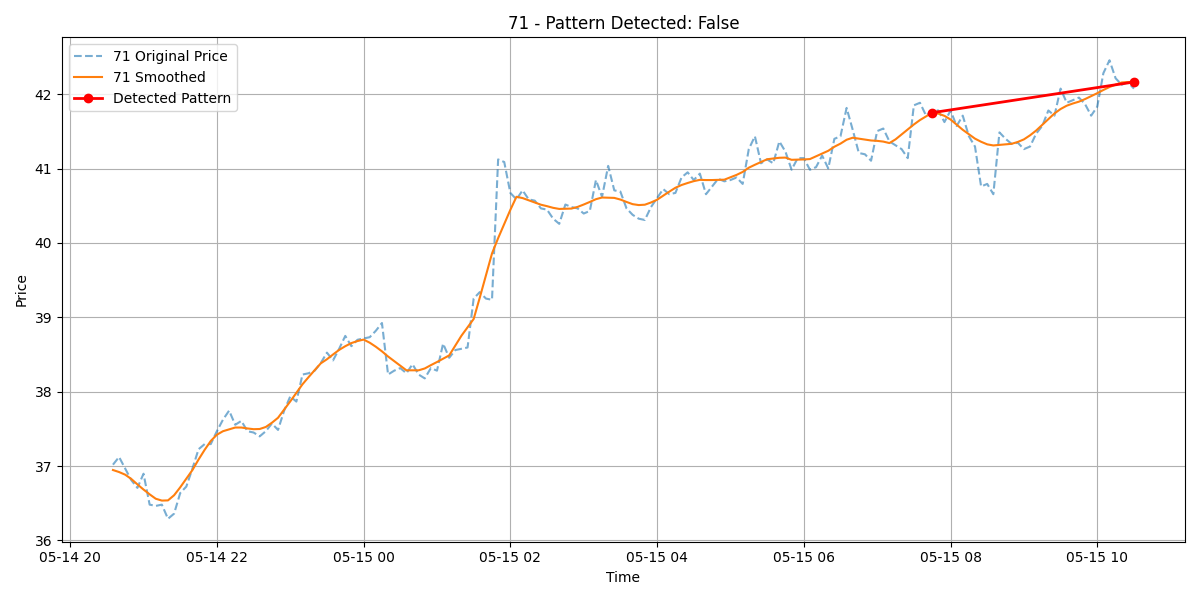 71 - Pattern Detected: False
71 Original Price
71 Smoothed
Detected Pattern
Price
42
41
40
39
38
37
36
05-14 20
05-14 22
05-15 00
05-15 02
05-15 04
05-15 06
05-15 08
05-15 10
Time